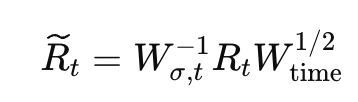 $\widetilde{R}_t = W_{\sigma,t}^{-1} R_t W_{\text{time}}^{1/2}$